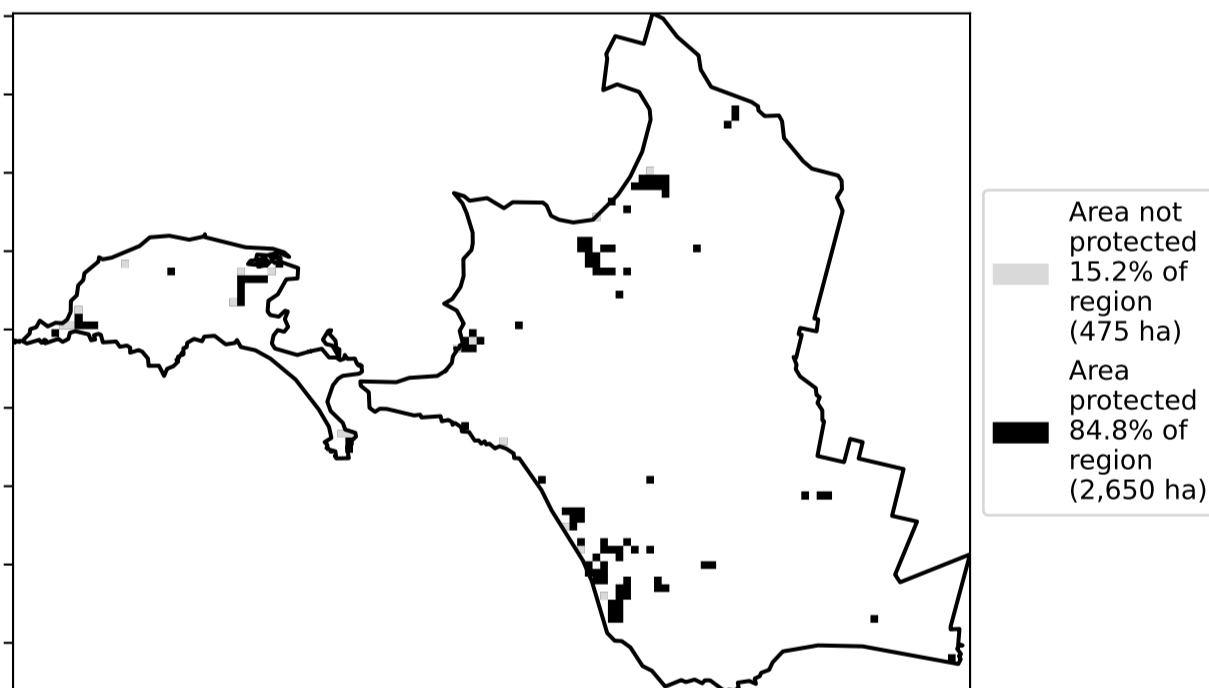 Area not
protected
15.2% of
region
(475 ha)
Area
protected
84.8% of
region
(2,650 ha)